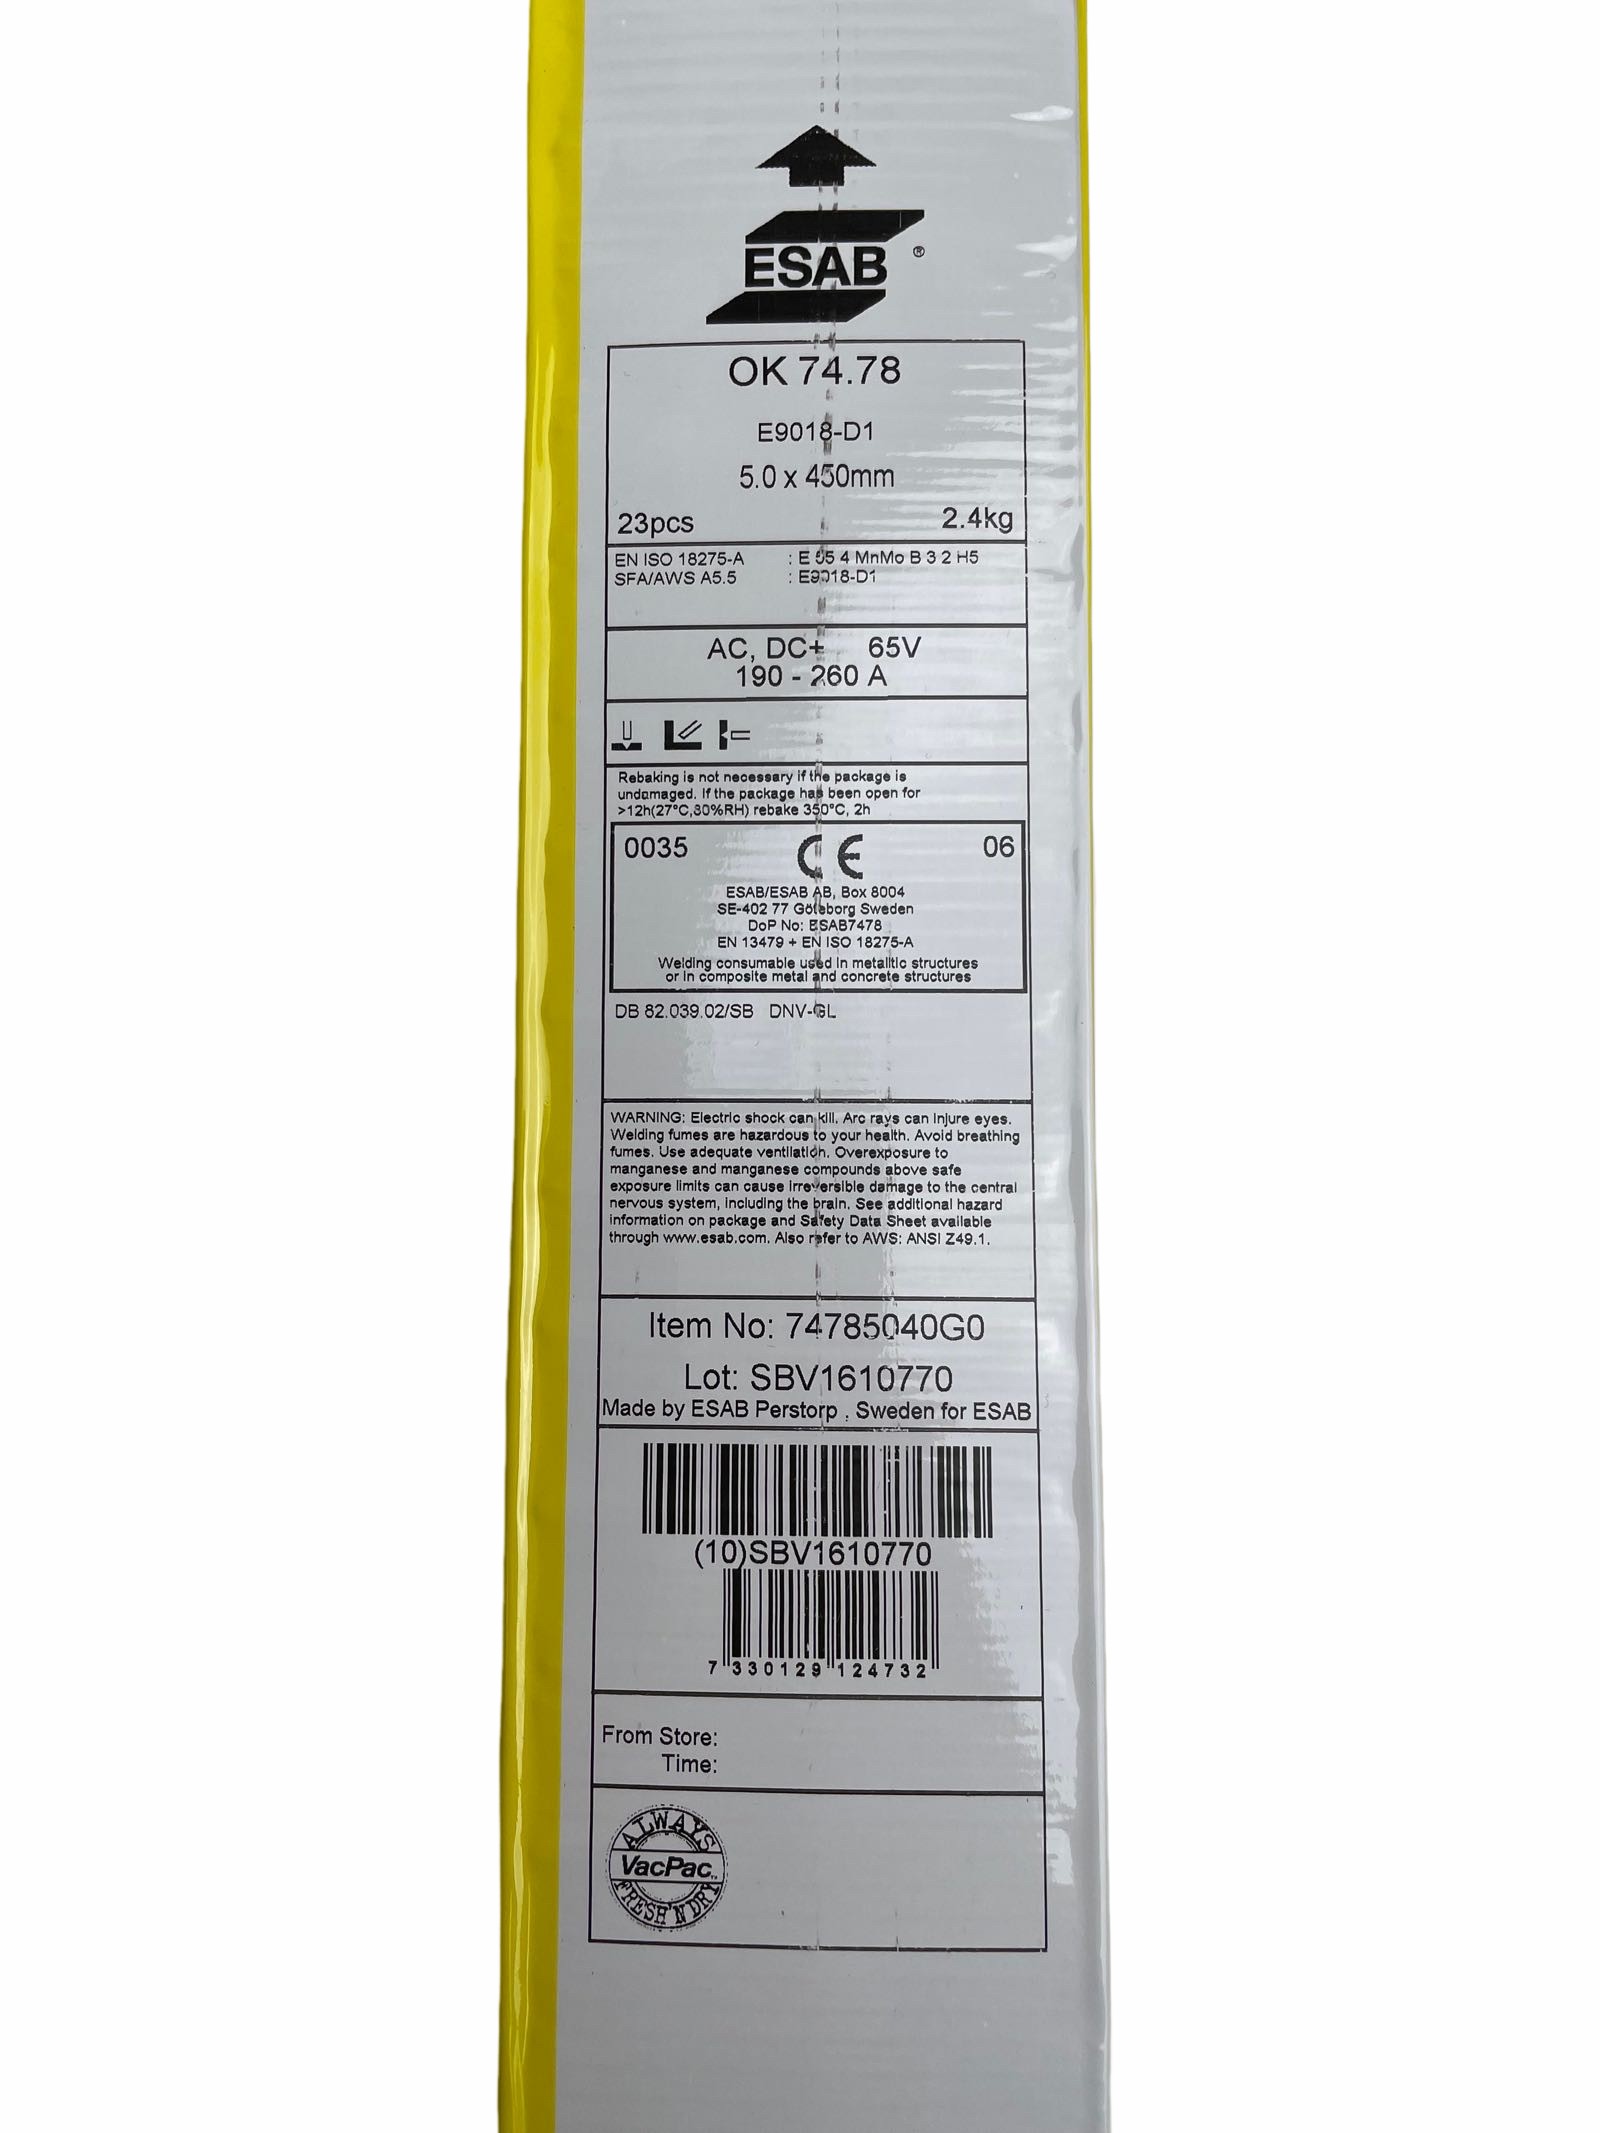 ESAB ®
OK 74.78
E9018-D1
5.0 x 450mm
23pcs 2.4kg
EN ISO 18275-A : E 55 4 MnMo B 3 2 H5
SFA/AWS A5.5 : E9018-D1
AC, DC+ 65V
190 - 260 A
Rebaking is not necessary if the package is
undamaged. If the package has been open for
>12h(27°C,80%RH) rebake 350°C, 2h
0035 CE 06
ESAB/ESAB AB, Box 8004
SE-402 77 Göteborg Sweden
DoP No: ESAB7478
EN 13479 + EN ISO 18275-A
Welding consumable used in metalltic structures
or in composite metal and concrete structures
DB 82.039.02/SB DNV-GL
WARNING: Electric shock can kill. Arc rays can injure eyes.
Welding fumes are hazardous to your health. Avoid breathing
fumes. Use adequate ventilation. Overexposure to
manganese and manganese compounds above safe
exposure limits can cause irreversible damage to the central
nervous system, including the brain. See additional hazard
information on package and Safety Data Sheet available
through www.esab.com. Also refer to AWS: ANSI Z49.1.
Item No: 74785040G0
Lot: SBV1610770
Made by ESAB Perstorp , Sweden for ESAB
(10)SBV1610770
7 330129 124732
From Store:
Time:
ALWAYS
VacPac™
FRESH'N DRY